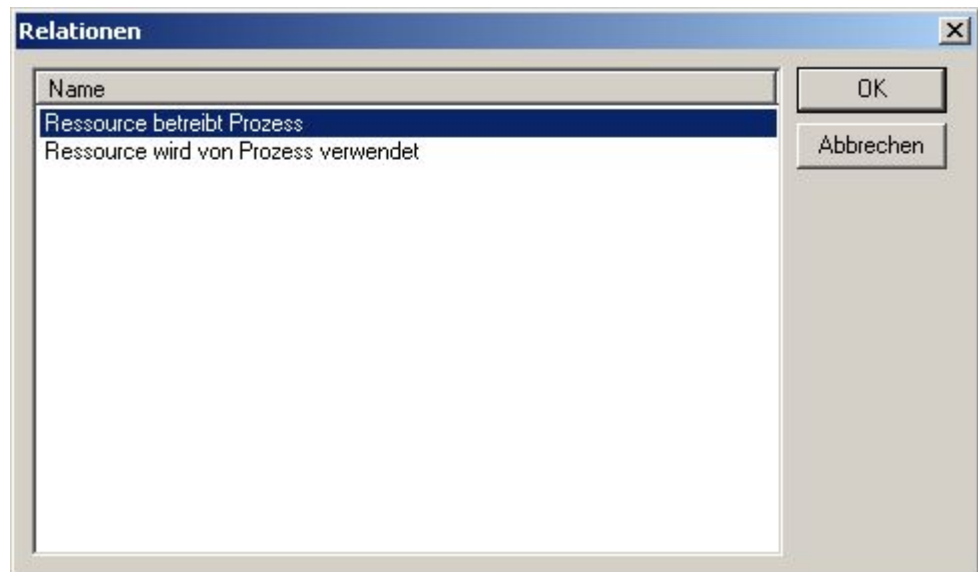 Relationen
Name
OK
Ressource betreibt Prozess
Ressource wird von Prozess verwendet
Abbrechen